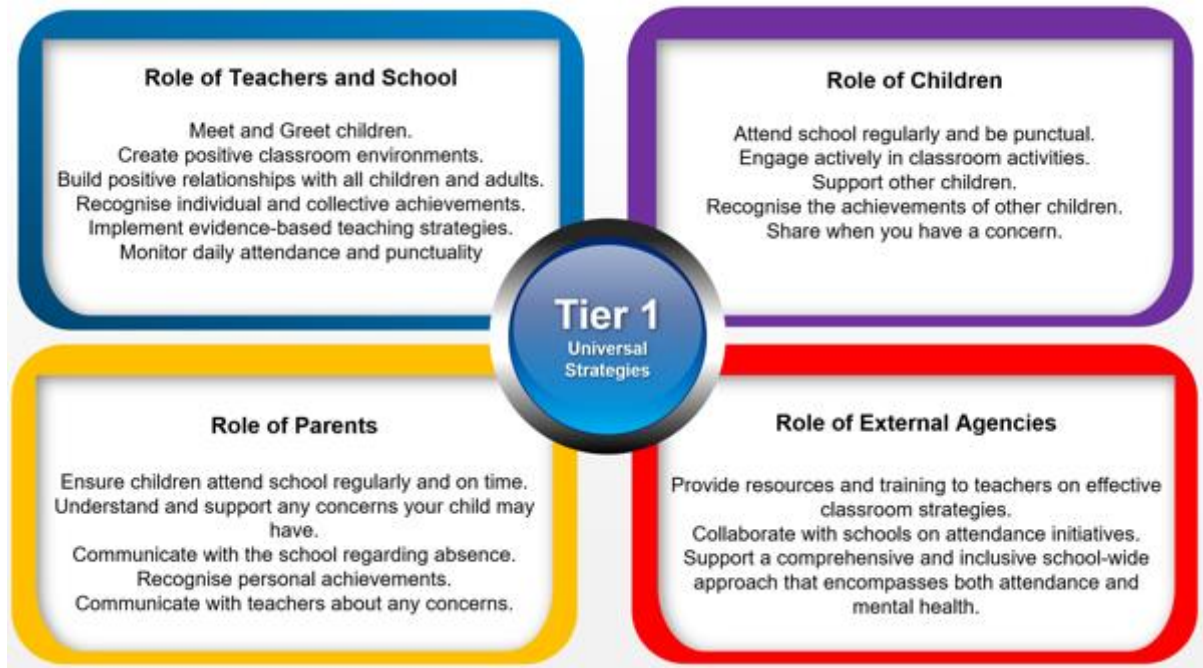 Role of Teachers and School
Meet and Greet children.
Create positive classroom environments.
Build positive relationships with all children and adults.
Recognise individual and collective achievements.
Implement evidence-based teaching strategies.
Monitor daily attendance and punctuality
Role of Children
Attend school regularly and be punctual.
Engage actively in classroom activities.
Support other children.
Recognise the achievements of other children.
Share when you have a concern.
Tier 1
Universal
Strategies
Role of Parents
Ensure children attend school regularly and on time.
Understand and support any concerns your child may
have.
Communicate with the school regarding absence.
Recognise personal achievements.
Communicate with teachers about any concerns.
Role of External Agencies
Provide resources and training to teachers on effective
classroom strategies.
Collaborate with schools on attendance initiatives.
Support a comprehensive and inclusive school-wide
approach that encompasses both attendance and
mental health.